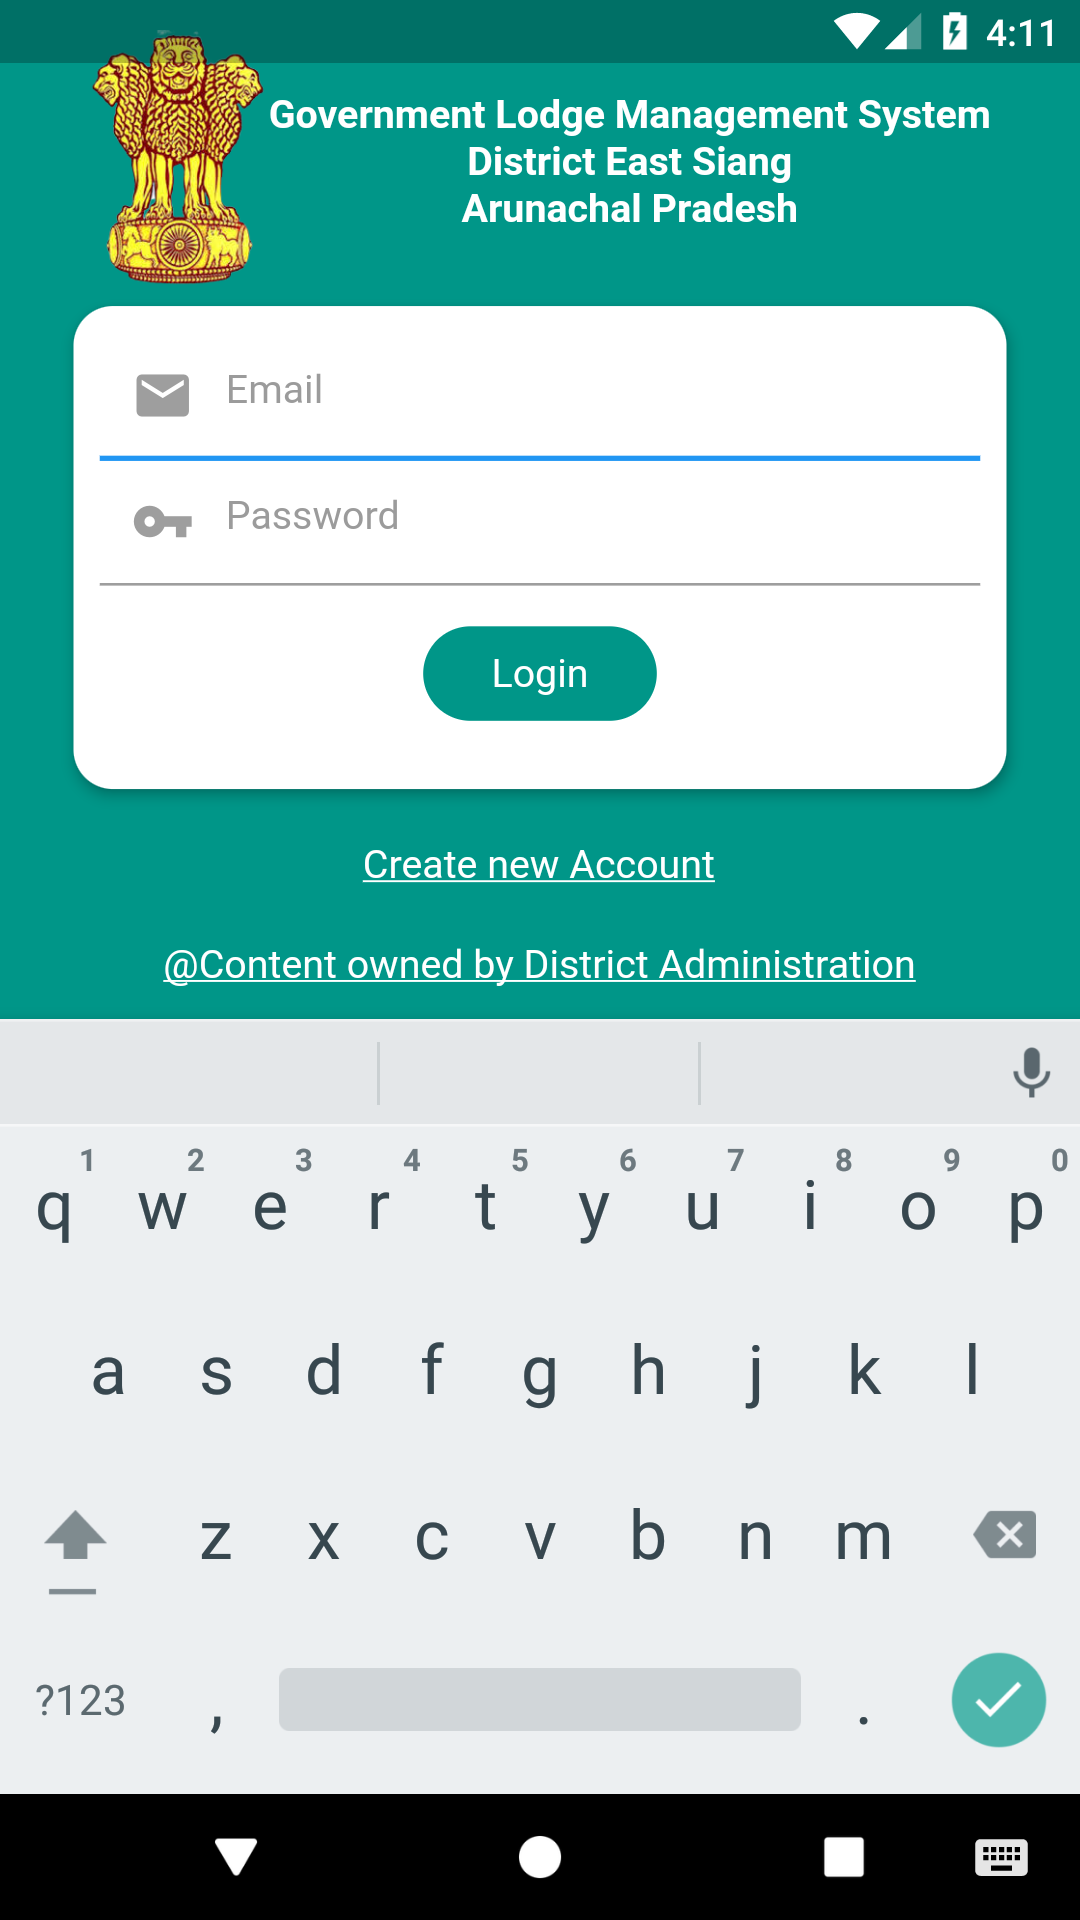 4:11
Government Lodge Management System
District East Siang
Arunachal Pradesh
Email
Password
Login
Create new Account
@Content owned by District Administration
1 2 3 4 5 6 7 8 9 0
q w e r t y u i o p
a s d f g h j k l
z x c v b n m
?123 , .